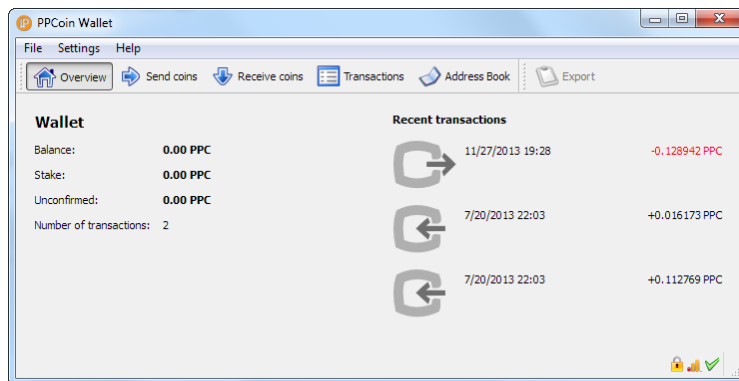 PPCoin Wallet
File Settings Help
Overview Send coins Receive coins Transactions Address Book Export
Wallet
Balance: 0.00 PPC
Stake: 0.00 PPC
Unconfirmed: 0.00 PPC
Number of transactions: 2
Recent transactions
11/27/2013 19:28 -0.128942 PPC
7/20/2013 22:03 +0.016173 PPC
7/20/2013 22:03 +0.112769 PPC